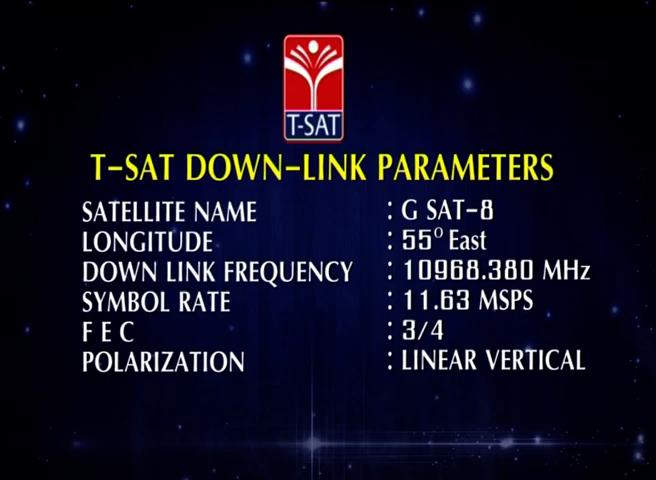 T-SAT
T-SAT DOWN-LINK PARAMETERS
SATELLITE NAME : G SAT-8
LONGITUDE : 55° East
DOWN LINK FREQUENCY : 10968.380 MHz
SYMBOL RATE : 11.63 MSPS
F E C : 3/4
POLARIZATION : LINEAR VERTICAL